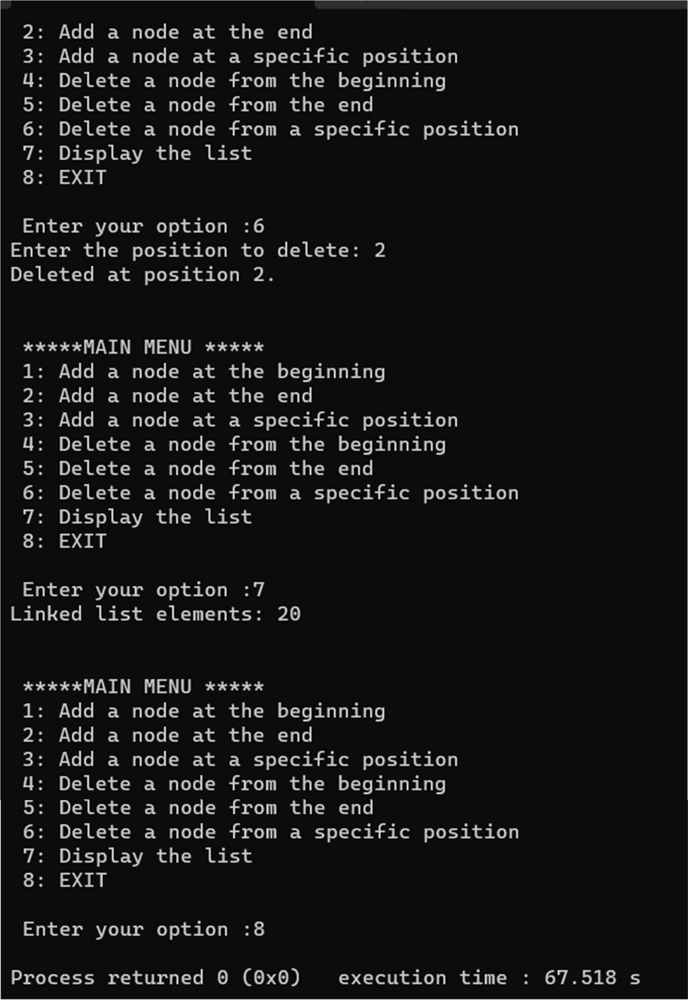 2: Add a node at the end
3: Add a node at a specific position
4: Delete a node from the beginning
5: Delete a node from the end
6: Delete a node from a specific position
7: Display the list
8: EXIT
Enter your option :6
Enter the position to delete: 2
Deleted at position 2.
*****MAIN MENU *****
1: Add a node at the beginning
2: Add a node at the end
3: Add a node at a specific position
4: Delete a node from the beginning
5: Delete a node from the end
6: Delete a node from a specific position
7: Display the list
8: EXIT
Enter your option :7
Linked list elements: 20
*****MAIN MENU *****
1: Add a node at the beginning
2: Add a node at the end
3: Add a node at a specific position
4: Delete a node from the beginning
5: Delete a node from the end
6: Delete a node from a specific position
7: Display the list
8: EXIT
Enter your option :8
Process returned 0 (0x0)   execution time : 67.518 s